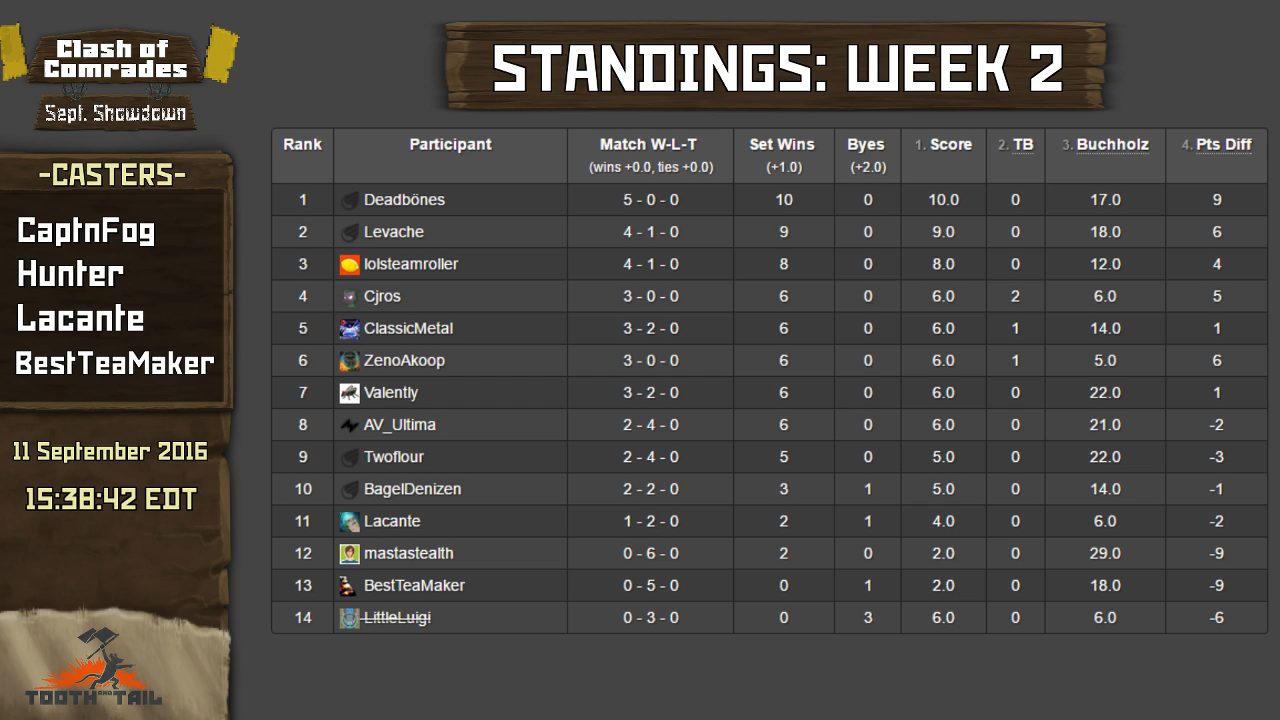 Clash of
Comrades
Sept. Showdown
-CASTERS-
CaptnFog
Hunter
Lacante
BestTeaMaker
11 September 2016
15:38:42 EDT
TOOTH AND TAIL
STANDINGS: WEEK 2
Rank Participant Match W-L-T Set Wins Byes 1. Score 2. TB 3. Buchholz 4. Pts Diff
(wins +0.0, ties +0.0) (+1.0) (+2.0)
1 Deadbönes 5 - 0 - 0 10 0 10.0 0 17.0 9
2 Levache 4 - 1 - 0 9 0 9.0 0 18.0 6
3 lolsteamroller 4 - 1 - 0 8 0 8.0 0 12.0 4
4 Cjros 3 - 0 - 0 6 0 6.0 2 6.0 5
5 ClassicMetal 3 - 2 - 0 6 0 6.0 1 14.0 1
6 ZenoAkoop 3 - 0 - 0 6 0 6.0 1 5.0 6
7 Valently 3 - 2 - 0 6 0 6.0 0 22.0 1
8 AV_Ultima 2 - 4 - 0 6 0 6.0 0 21.0 -2
9 Twoflour 2 - 4 - 0 5 0 5.0 0 22.0 -3
10 BagelDenizen 2 - 2 - 0 3 1 5.0 0 14.0 -1
11 Lacante 1 - 2 - 0 2 1 4.0 0 6.0 -2
12 mastastealth 0 - 6 - 0 2 0 2.0 0 29.0 -9
13 BestTeaMaker 0 - 5 - 0 0 1 2.0 0 18.0 -9
14 LittleLuigi 0 - 3 - 0 0 3 6.0 0 6.0 -6